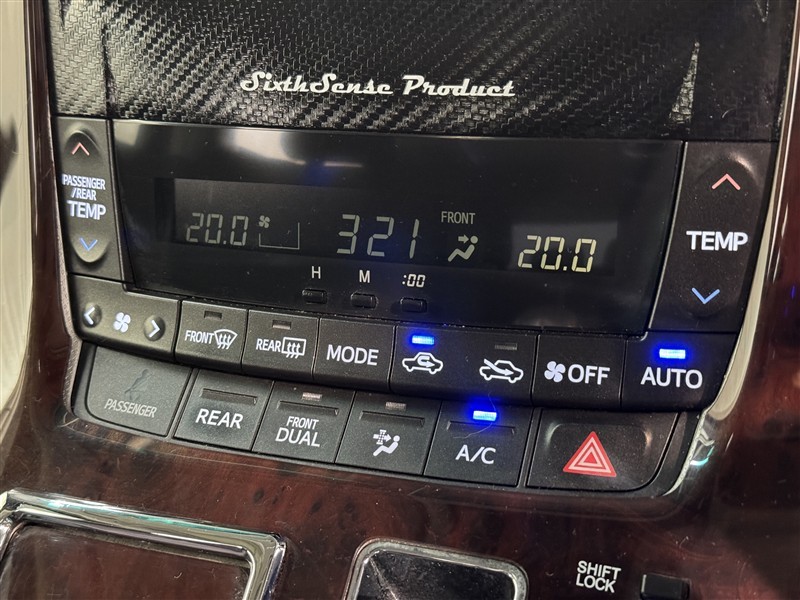 SixthSense Product
PASSENGER
/REAR
TEMP
20.0
321
FRONT
20.0
TEMP
H
M
:00
FRONT
REAR
MODE
OFF
AUTO
PASSENGER
REAR
FRONT
DUAL
A/C
SHIFT
LOCK